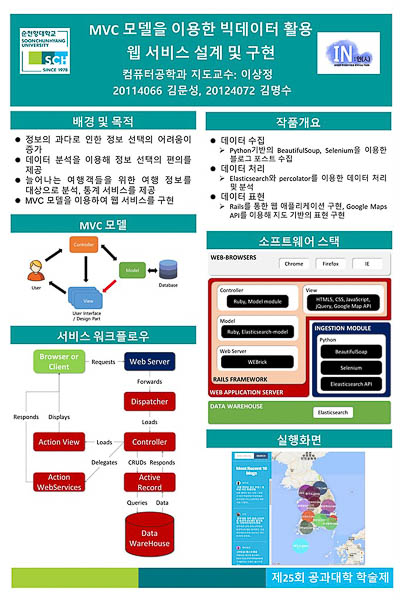 순천향대학교
SOONCHUNHYANG
UNIVERSITY
SCH
SINCE 1978
MVC 모델을 이용한 빅데이터 활용
웹 서비스 설계 및 구현
컴퓨터공학과 지도교수: 이상정
20114066 김문성, 20124072 김명수
IN
배경 및 목적
정보의 과다로 인한 정보 선택의 어려움이
증가
데이터 분석을 이용해 정보 선택의 편의를
제공
늘어나는 여행객들을 위한 여행 정보를
대상으로 분석, 통계 서비스를 제공
MVC 모델을 이용하여 웹 서비스를 구현
MVC 모델
Controller
User
Model
Database
View
User Interface
/ Design Part
서비스 워크플로우
Browser or
Client
Requests
Web Server
Forwards
Dispatcher
Loads
Responds
Displays
Action View
Loads
Controller
Delegates
CRUDs
Responds
Action
WebServices
Active
Record
Queries
Data
Data
WareHouse
작품개요
데이터 수집
Python기반의 BeautifulSoup, Selenium을 이용한
블로그 포스트 수집
데이터 처리
Elasticsearch와 percolator를 이용한 데이터 처리
및 분석
데이터 표현
Rails를 통한 웹 애플리케이션 구현, Google Maps
API를 이용해 지도 기반의 표현 구현
소프트웨어 스택
WEB-BROWSERS
Chrome
Firefox
IE
Controller
Ruby, Model module
View
HTML5, CSS, JavaScript,
jQuery, Google Map API
Model
Ruby, Elasticsearch-model
Web Server
WEBrick
RAILS FRAMEWORK
WEB APPLICATION SERVER
INGESTION MODULE
Python
BeautifulSoap
Selenium
Eleasticsearch API
DATA WAREHOUSE
Elasticsearch
실행화면
Most Recent 10
blogs
제25회 공과대학 학술제